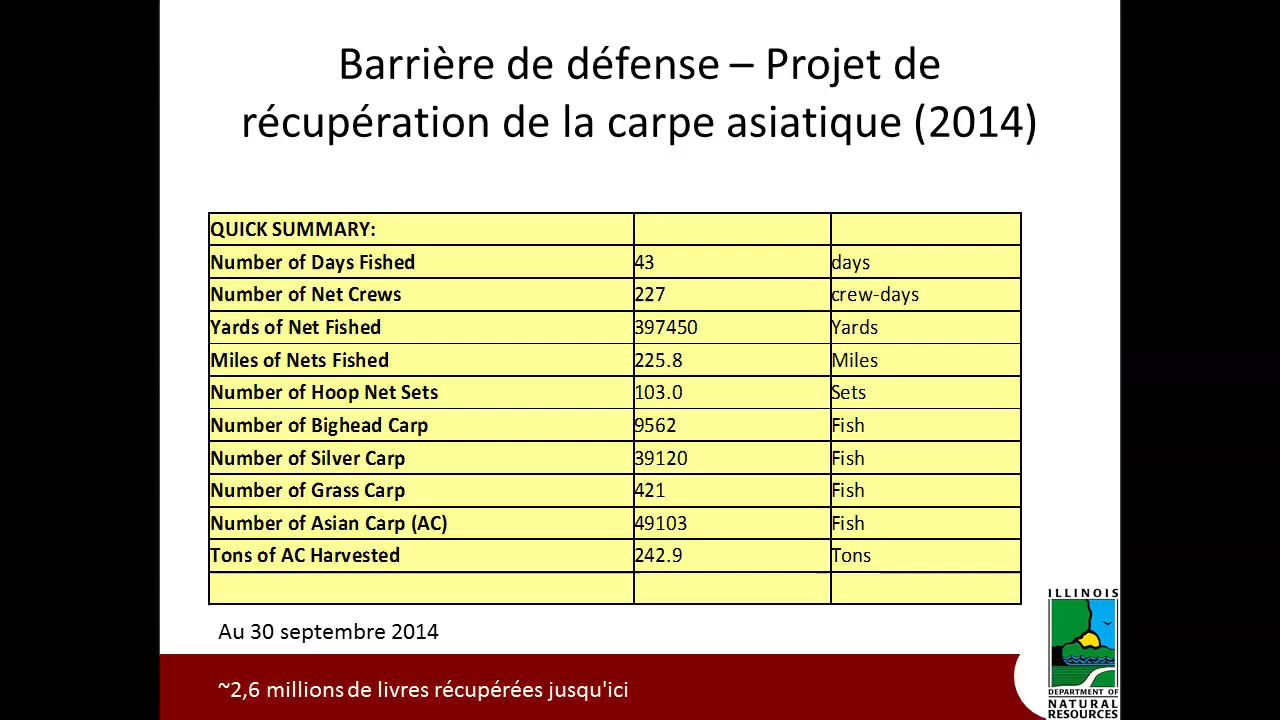 Barrière de défense – Projet de
récupération de la carpe asiatique (2014)
QUICK SUMMARY:
Number of Days Fished 43 days
Number of Net Crews 227 crew-days
Yards of Net Fished 397450 Yards
Miles of Nets Fished 225.8 Miles
Number of Hoop Net Sets 103.0 Sets
Number of Bighead Carp 9562 Fish
Number of Silver Carp 39120 Fish
Number of Grass Carp 421 Fish
Number of Asian Carp (AC) 49103 Fish
Tons of AC Harvested 242.9 Tons
Au 30 septembre 2014
~2,6 millions de livres récupérées jusqu'ici
ILLINOIS
DEPARTMENT OF
NATURAL
RESOURCES